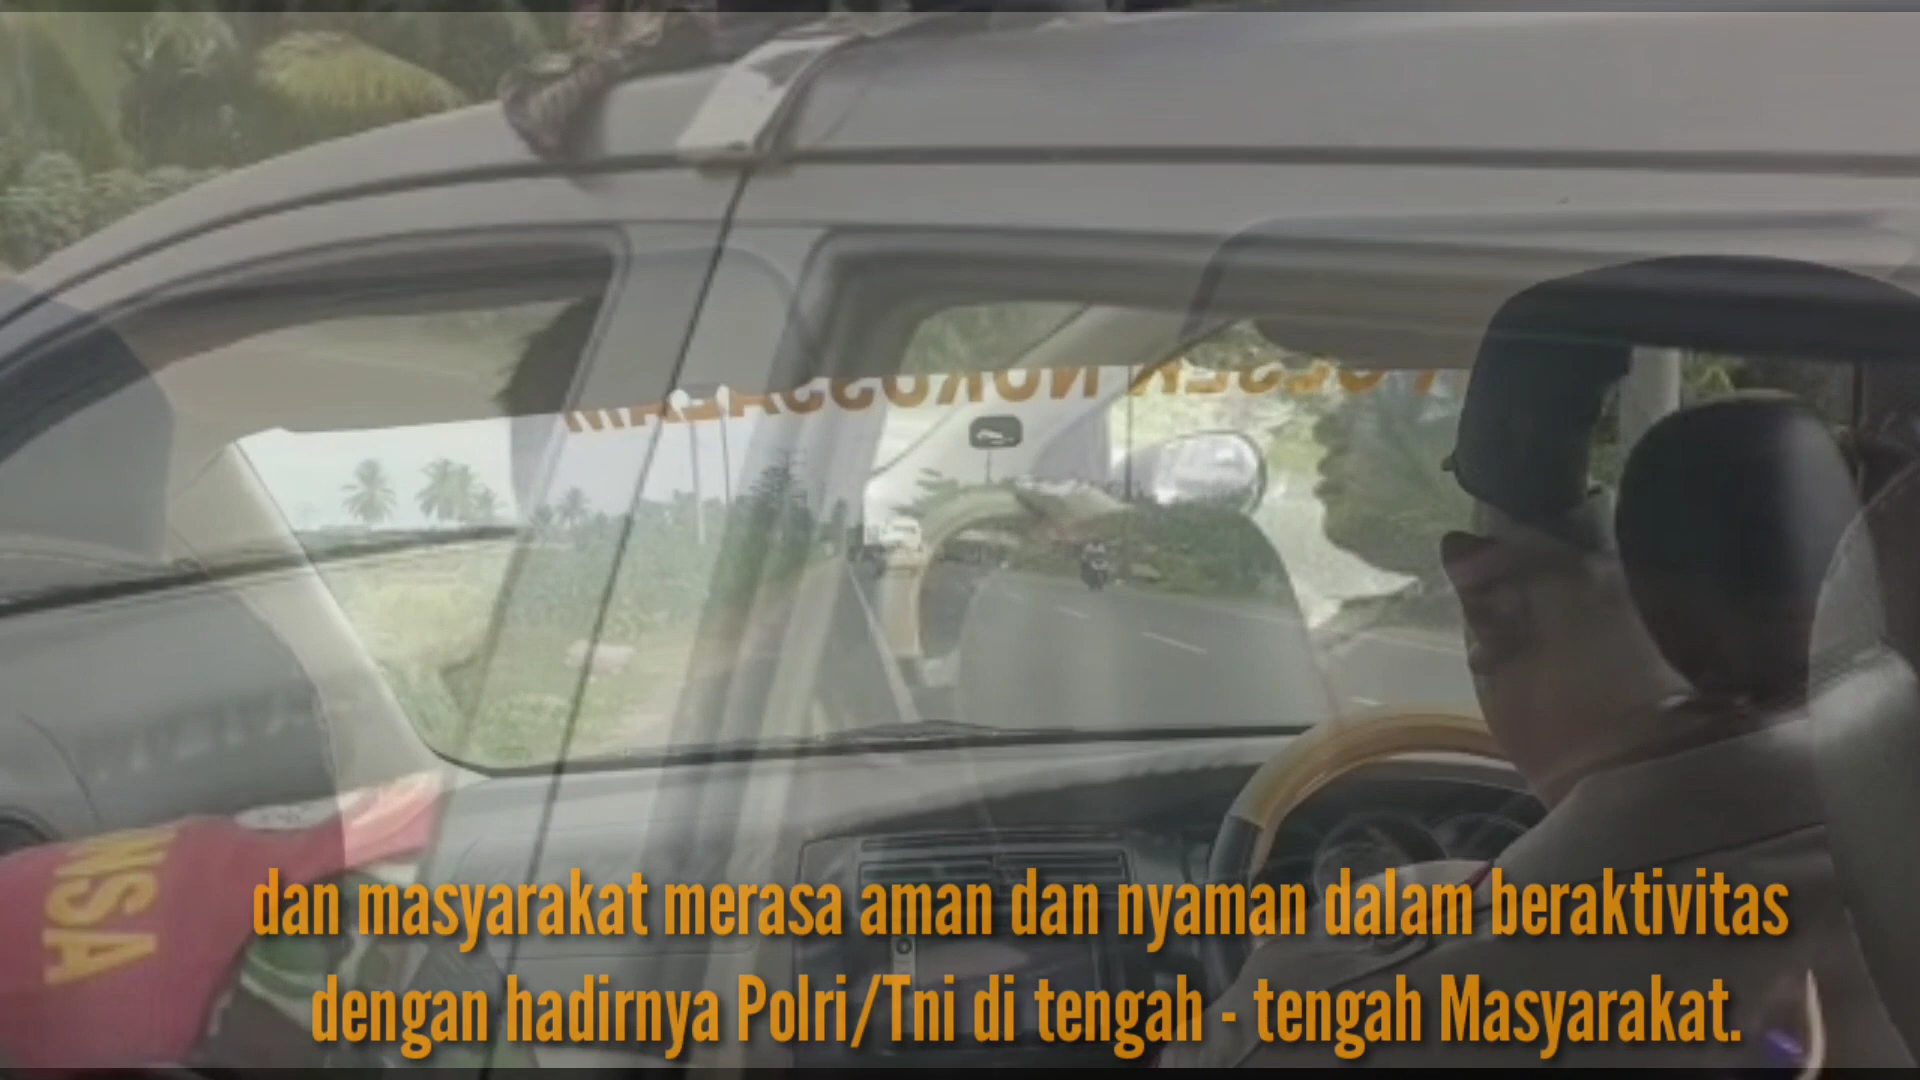 dan masyarakat merasa aman dan nyaman dalam beraktivitas
dengan hadirnya Polri/Tni di tengah - tengah Masyarakat.